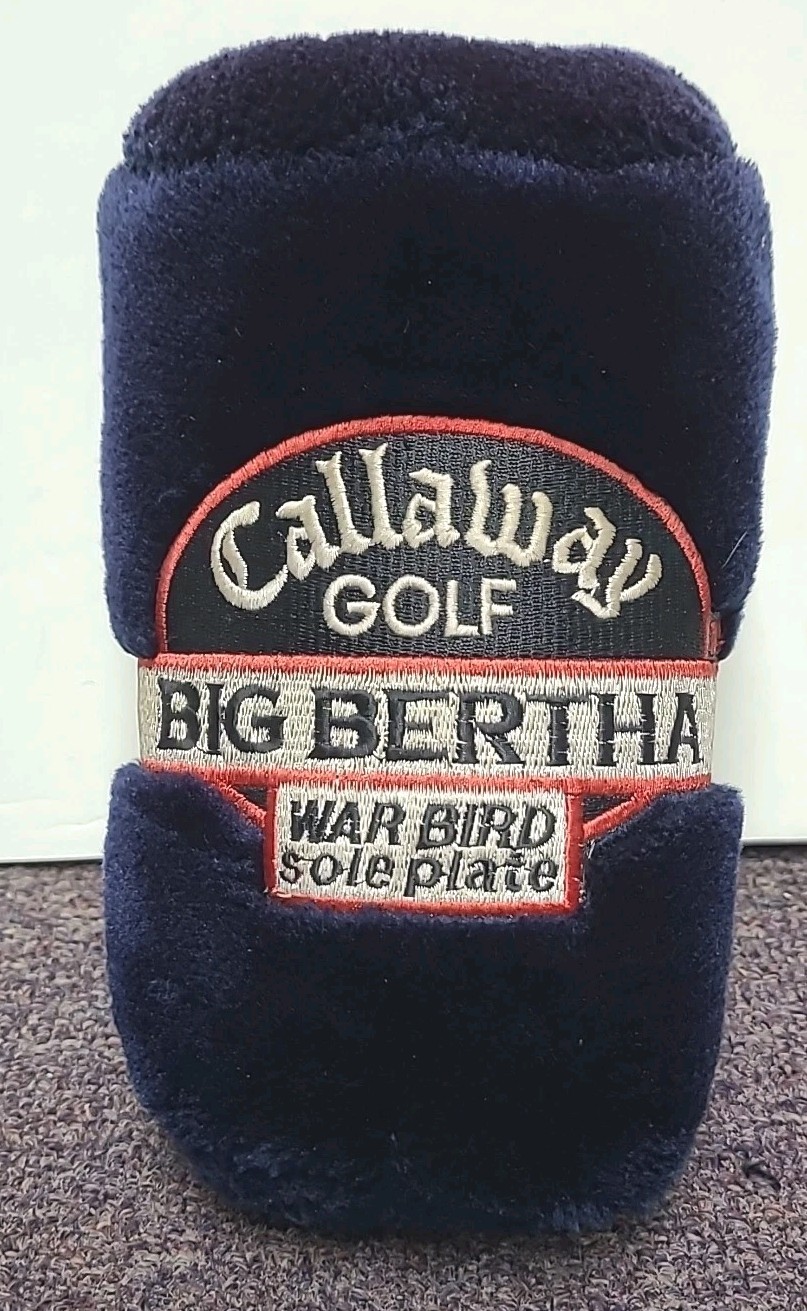 Callaway
GOLF
BIG BERTHA
WAR BIRD
sole plate